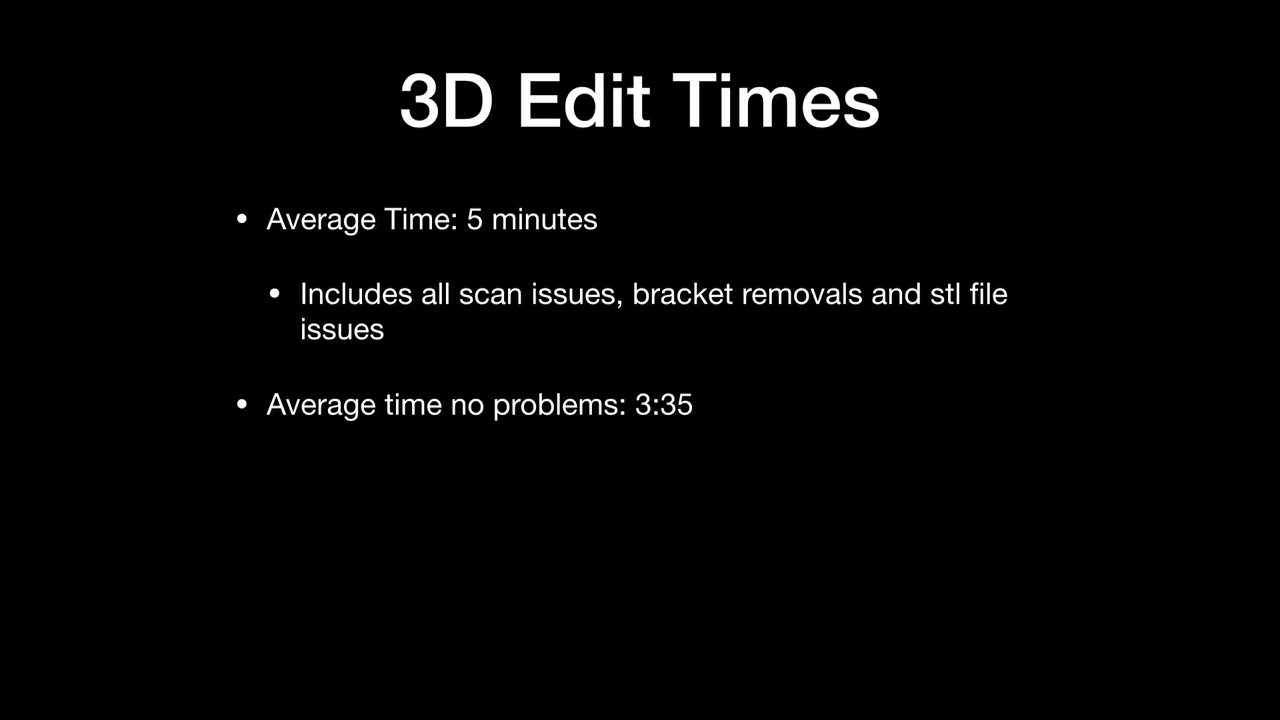 3D Edit Times
• Average Time: 5 minutes
• Includes all scan issues, bracket removals and stl file
issues
• Average time no problems: 3:35